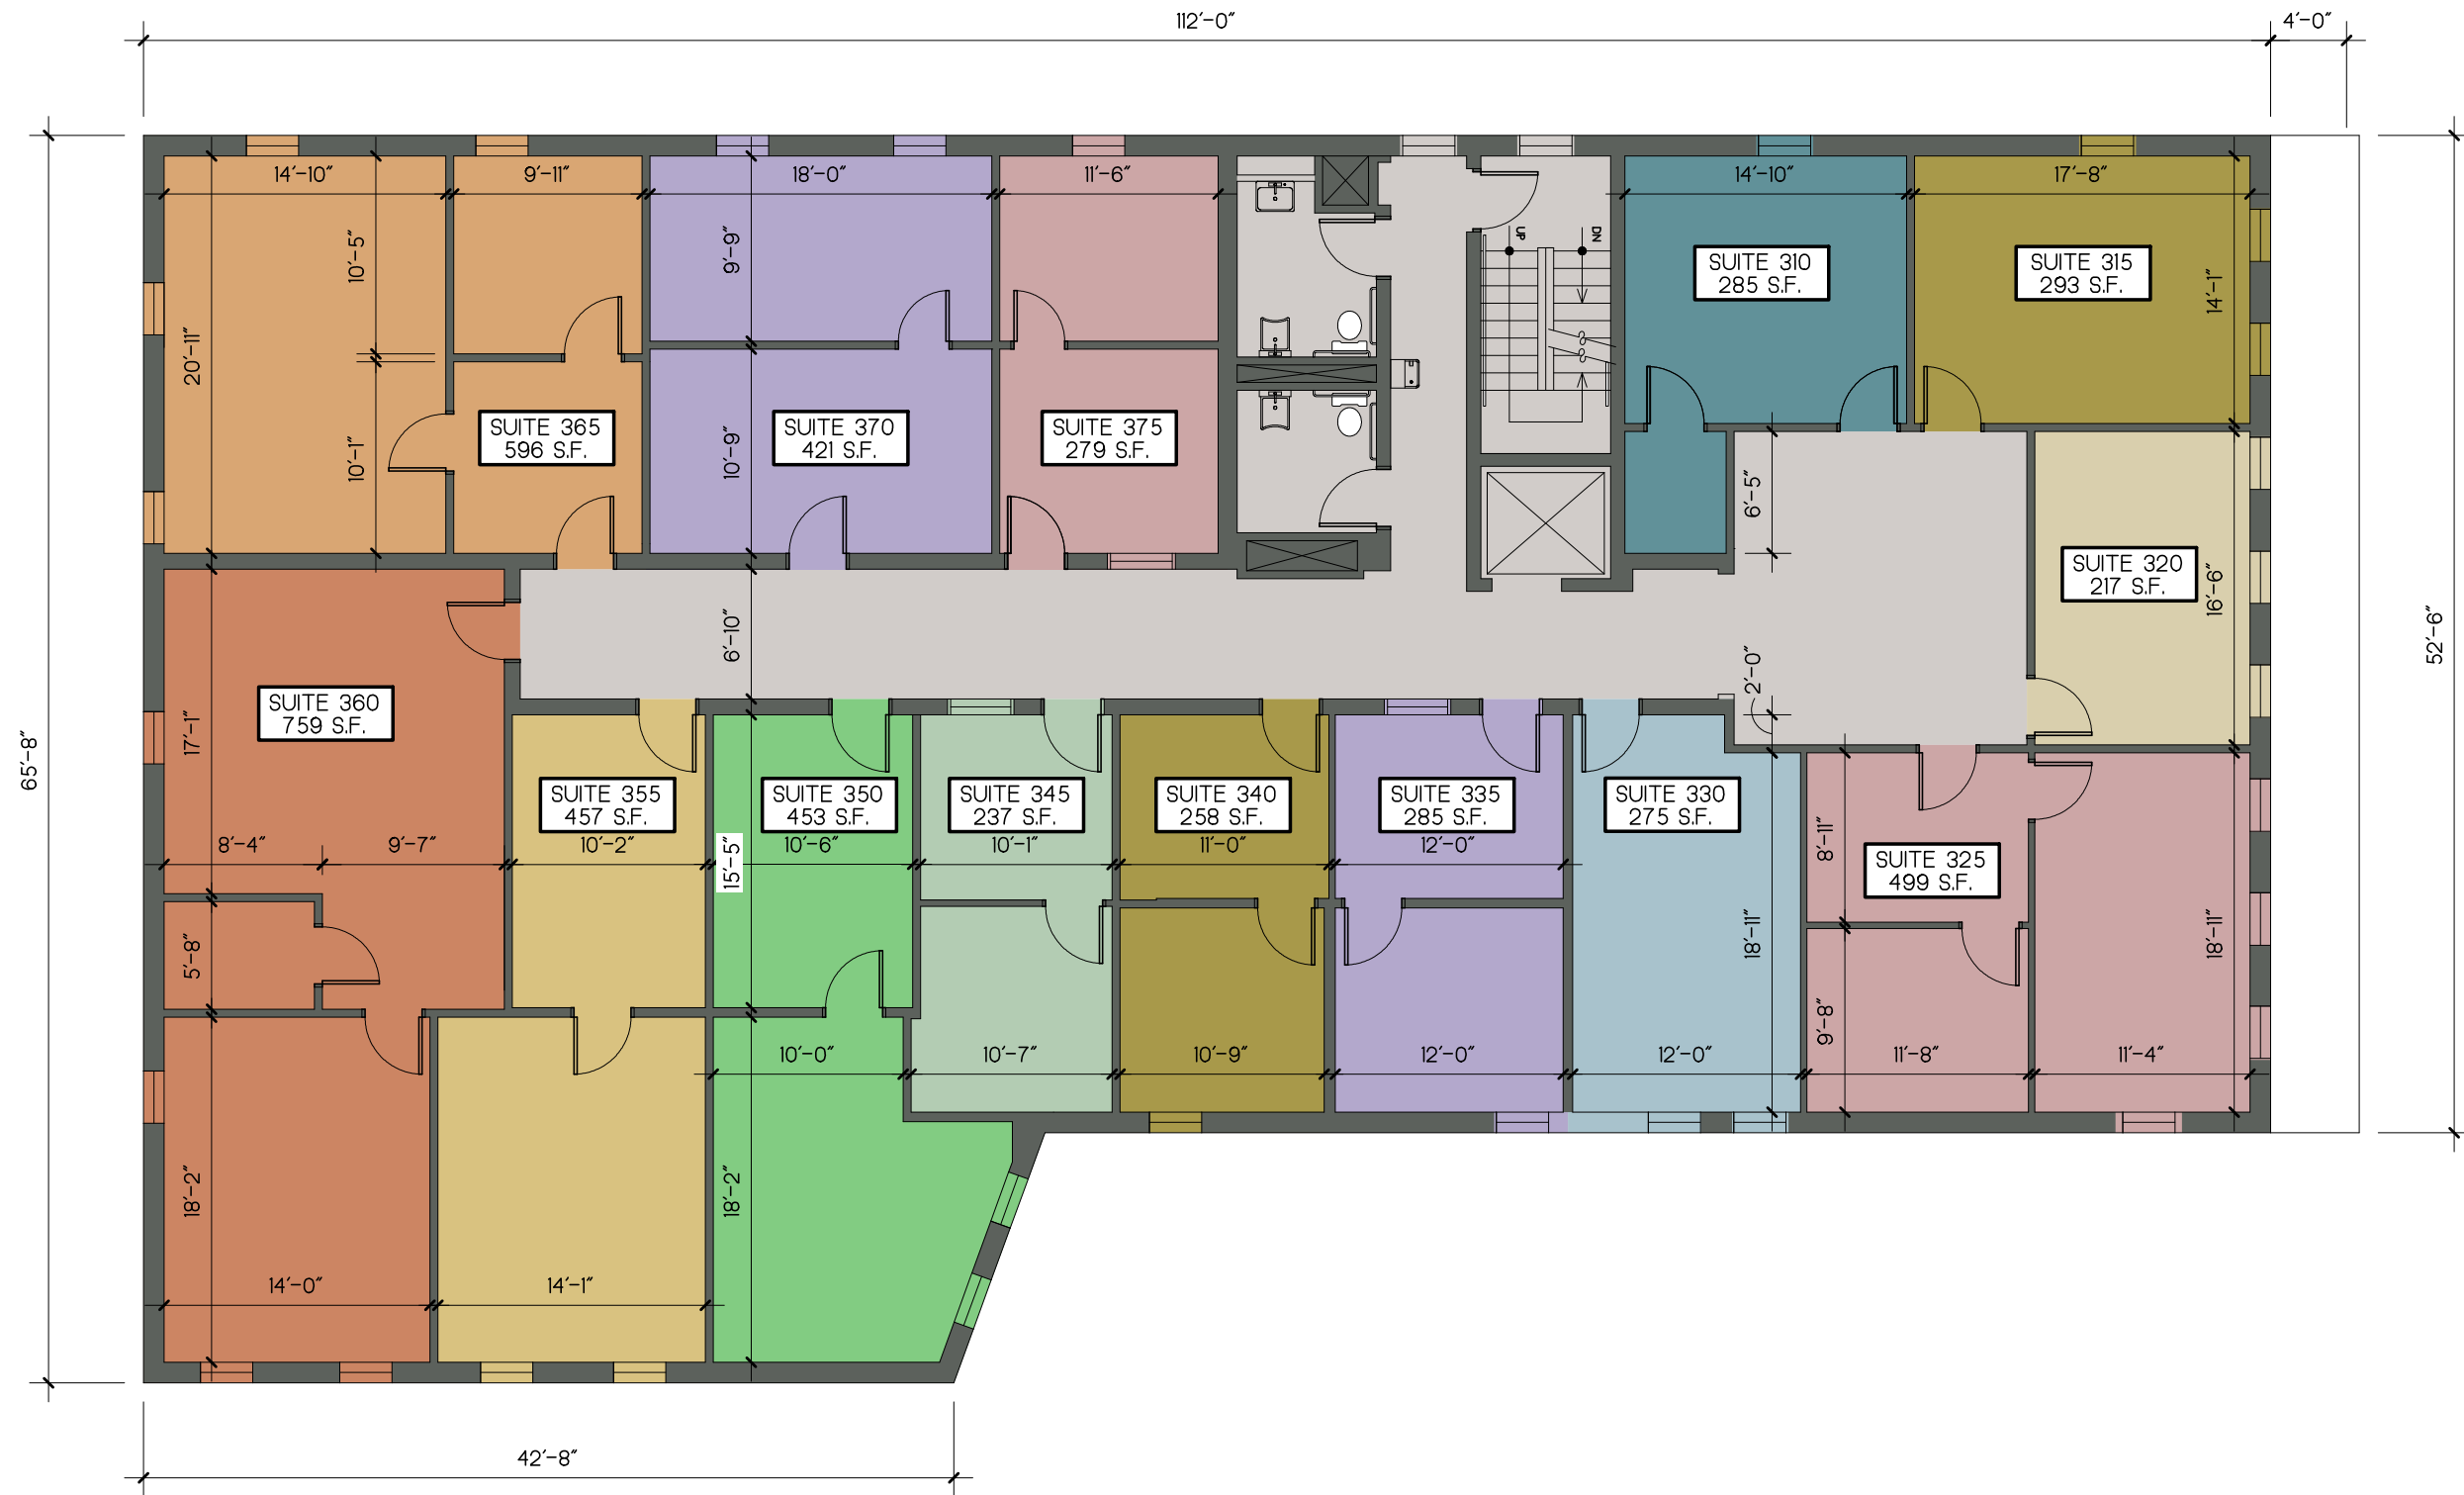 112'-0"
4'-0"
14'-10"
9'-11"
18'-0"
11'-6"
14'-10"
17'-8"
10'-5"
9'-9"
UP
DN
SUITE 310
285 S.F.
SUITE 315
293 S.F.
14'-1"
20'-11"
SUITE 365
596 S.F.
SUITE 370
421 S.F.
SUITE 375
279 S.F.
10'-1"
10'-9"
6'-5"
SUITE 320
217 S.F.
16'-6"
6'-10"
52'-6"
2'-0"
SUITE 360
759 S.F.
17'-1"
65'-8"
SUITE 355
457 S.F.
SUITE 350
453 S.F.
SUITE 345
237 S.F.
SUITE 340
258 S.F.
SUITE 335
285 S.F.
SUITE 330
275 S.F.
8'-4"
9'-7"
10'-2"
15'-5"
10'-6"
10'-1"
11'-0"
12'-0"
8'-11"
SUITE 325
499 S.F.
5'-8"
18'-11"
18'-11"
9'-8"
10'-0"
10'-7"
10'-9"
12'-0"
12'-0"
11'-8"
11'-4"
18'-2"
18'-2"
14'-0"
14'-1"
42'-8"